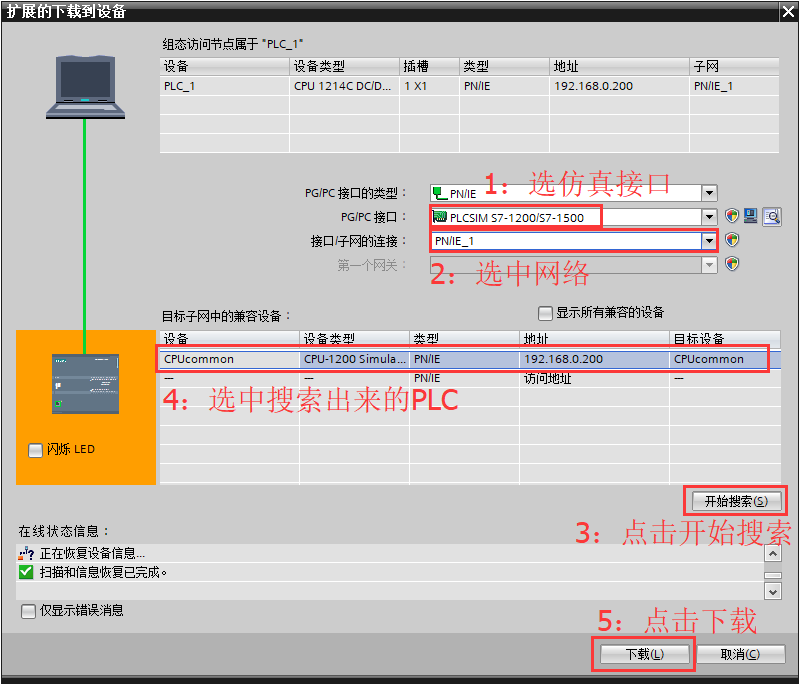 扩展的下载到设备
组态访问节点属于 "PLC_1"
设备 设备类型 插槽 类型 地址 子网
PLC_1 CPU 1214C DC/D... 1 X1 PN/IE 192.168.0.200 PN/IE_1
1：选仿真接口
PG/PC 接口的类型： PN/IE
PG/PC 接口： PLCSIM S7-1200/S7-1500
接口/子网的连接： PN/IE_1
第一个网关：
2：选中网络
目标子网中的兼容设备： 显示所有兼容的设备
设备 设备类型 类型 地址 目标设备
CPUcommon CPU-1200 Simula... PN/IE 192.168.0.200 CPUcommon
— — PN/IE 访问地址 —
4：选中搜索出来的PLC
闪烁 LED
开始搜索(S)
3：点击开始搜索
在线状态信息：
正在恢复设备信息...
扫描和信息恢复已完成。
仅显示错误消息
5：点击下载
下载(L) 取消(C)